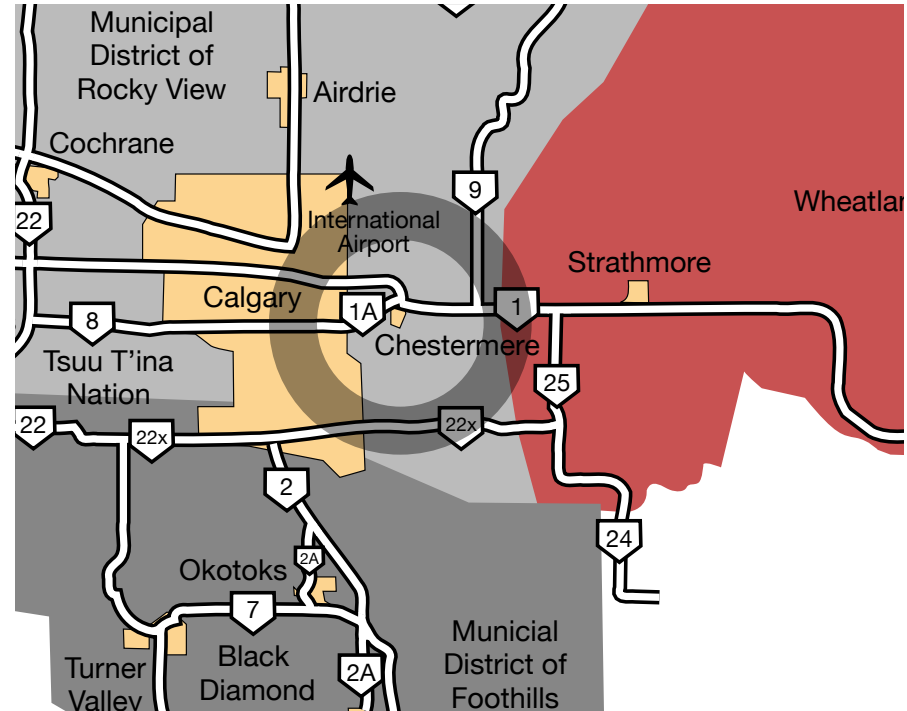 Municipal
District of
Rocky View
Airdrie
Cochrane
9
22
International
Airport
Wheatlan
Strathmore
Calgary
1A
1
8
Chestermere
Tsuu T'ina
Nation
25
22
22x
22x
2
24
2A
Okotoks
7
Black
Diamond
Municial
District of
Foothills
Turner
Valley
2A